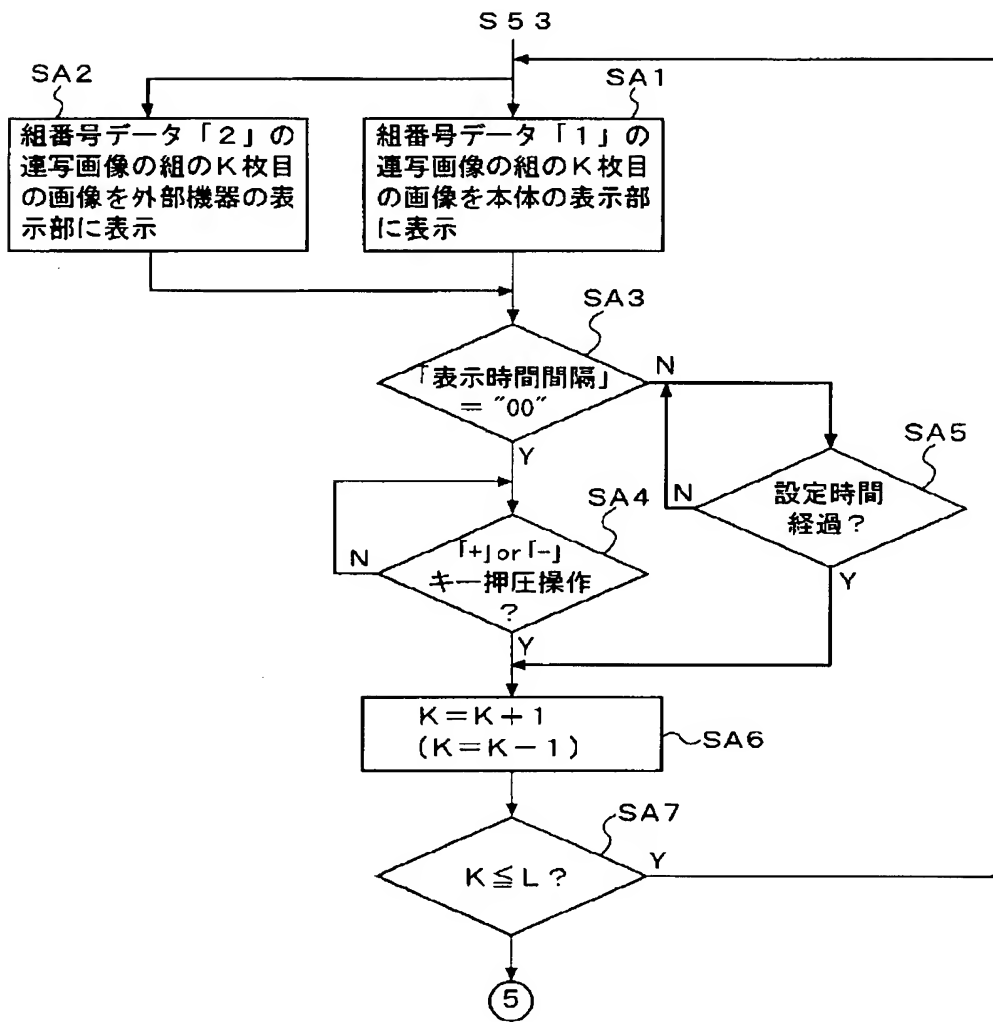 S53
SA2
SA1
組番号データ「2」の
連写画像の組のK枚目
の画像を外部機器の表
示部に表示
組番号データ「1」の
連写画像の組のK枚目
の画像を本体の表示部
に表示
SA3
「表示時間間隔」
= "00"
N
Y
SA5
設定時間
経過?
N
Y
SA4
「+」or「-」
キー押圧操作
?
N
Y
K=K+1
(K=K-1)
SA6
SA7
K≦L?
Y
5